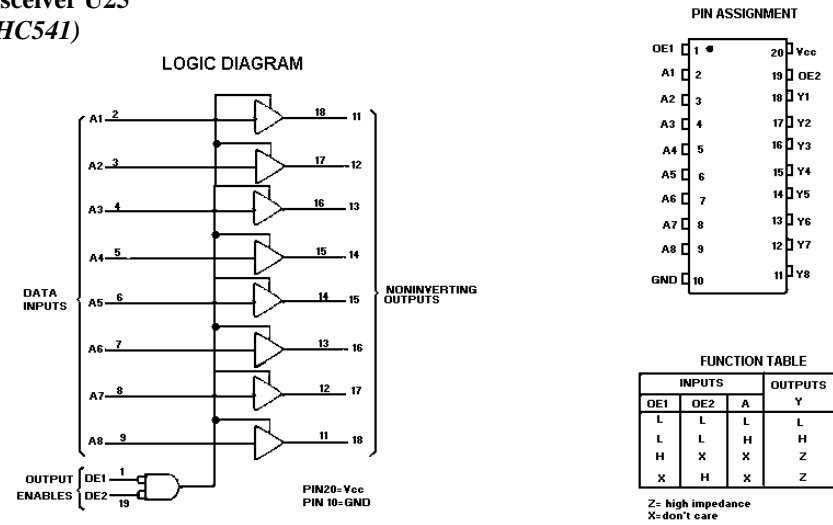 sceiver U23
HC541)
LOGIC DIAGRAM
A1 2 18 11
A2 3 17 12
A3 4 16 13
A4 5 15 14
A5 6 14 15
A6 7 13 16
A7 8 12 17
A8 9 11 18
DATA
INPUTS
NONINVERTING
OUTPUTS
OUTPUT
ENABLES
DE1 1
DE2 19
PIN20=Vcc
PIN 10=GND
PIN ASSIGNMENT
OE1 1 20 Vcc
A1 2 19 OE2
A2 3 18 Y1
A3 4 17 Y2
A4 5 16 Y3
A5 6 15 Y4
A6 7 14 Y5
A7 8 13 Y6
A8 9 12 Y7
GND 10 11 Y8
FUNCTION TABLE
INPUTS OUTPUTS
OE1 OE2 A Y
L L L L
L L H H
H X X Z
X H X Z
Z= high impedance
X=don't care